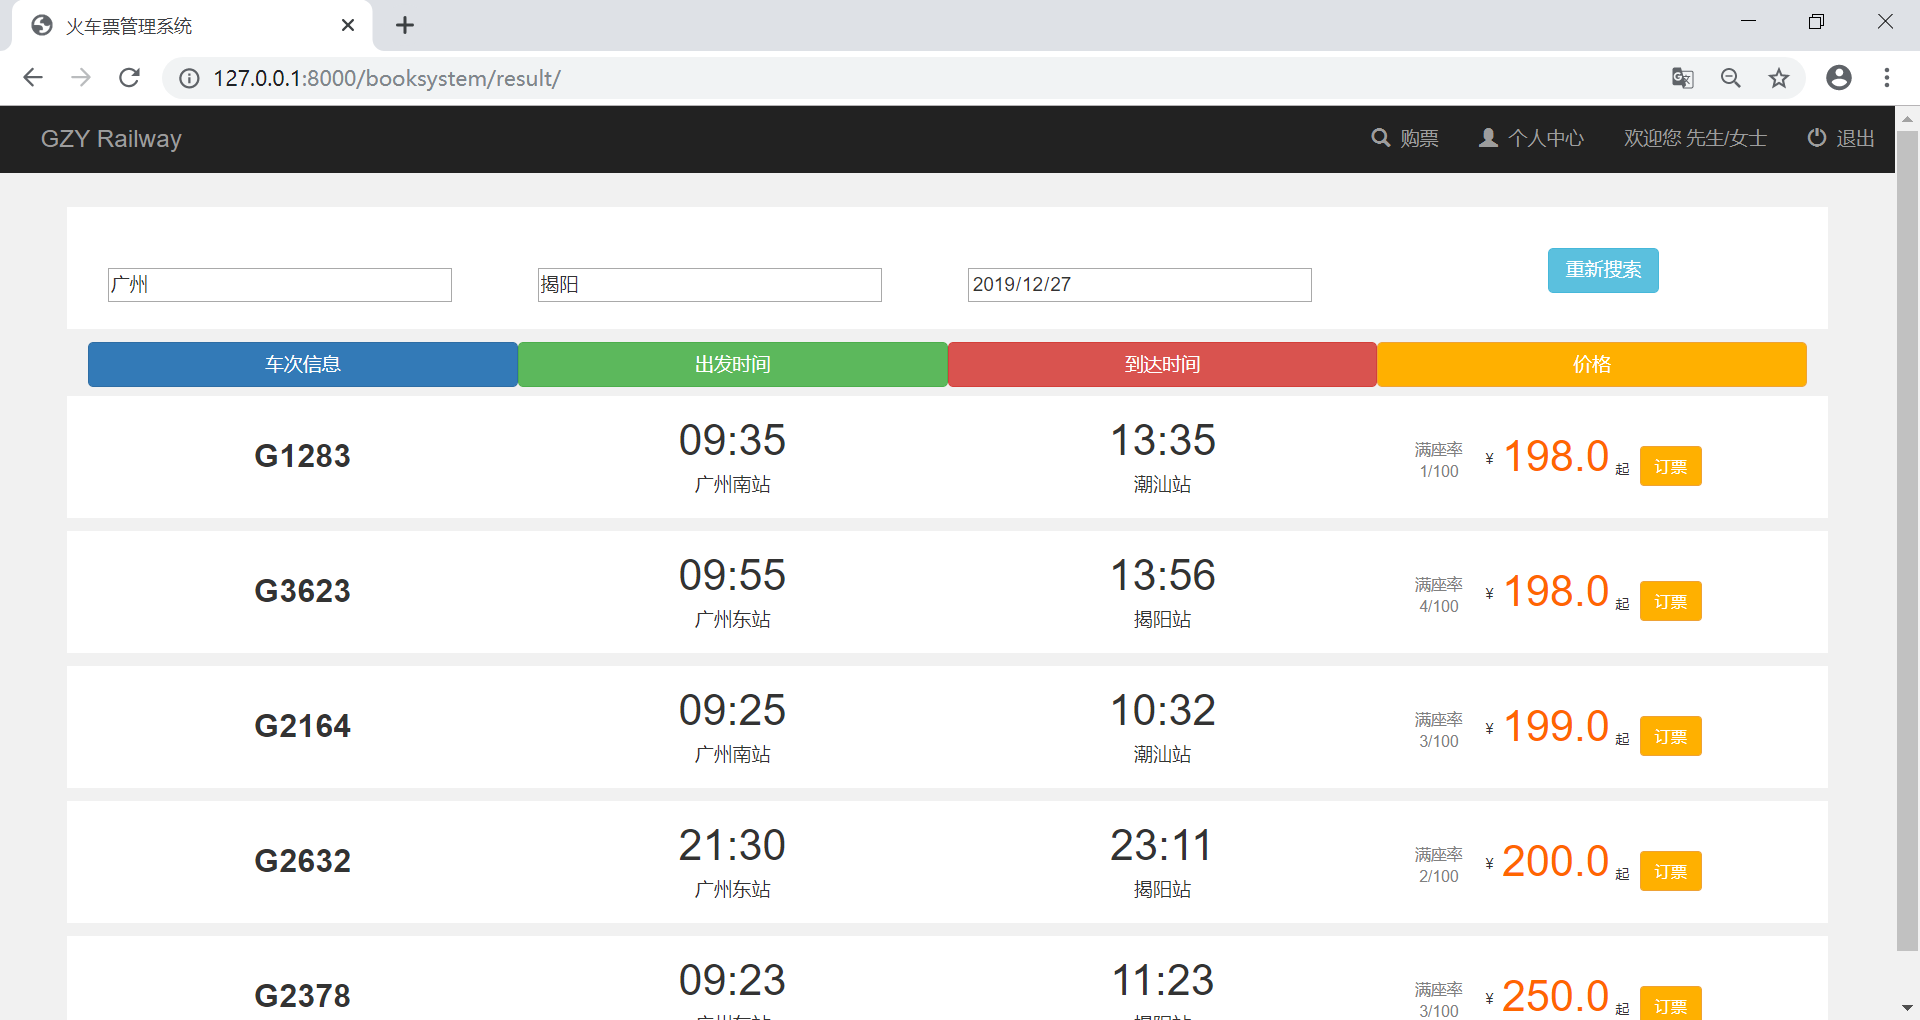 火车票管理系统
127.0.0.1:8000/booksystem/result/
GZY Railway 购票 个人中心 欢迎您 先生/女士 退出
广州 揭阳 2019/12/27 重新搜索
车次信息 出发时间 到达时间 价格
G1283
09:35
广州南站
13:35
潮汕站
满座率
1/100
¥ 198.0 起 订票
G3623
09:55
广州东站
13:56
揭阳站
满座率
4/100
¥ 198.0 起 订票
G2164
09:25
广州南站
10:32
潮汕站
满座率
3/100
¥ 199.0 起 订票
G2632
21:30
广州东站
23:11
揭阳站
满座率
2/100
¥ 200.0 起 订票
G2378
09:23
11:23
满座率
3/100
¥ 250.0 起 订票